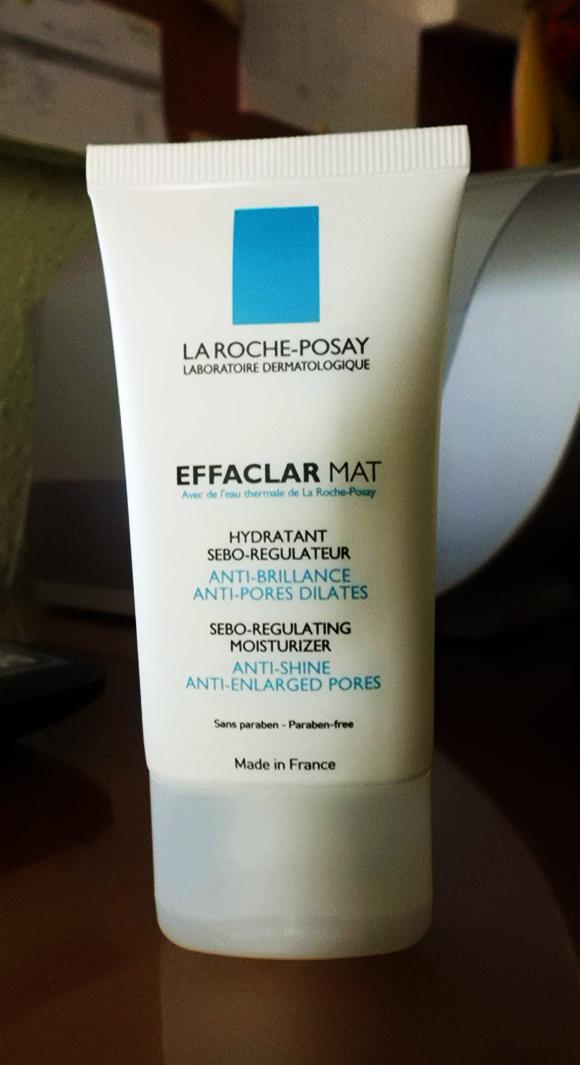 LA ROCHE-POSAY
LABORATOIRE DERMATOLOGIQUE
EFFACLAR MAT
Avec de l'eau thermale de La Roche-Posay
HYDRATANT
SEBO-REGULATEUR
ANTI-BRILLANCE
ANTI-PORES DILATES
SEBO-REGULATING
MOISTURIZER
ANTI-SHINE
ANTI-ENLARGED PORES
Sans paraben - Paraben-free
Made in France